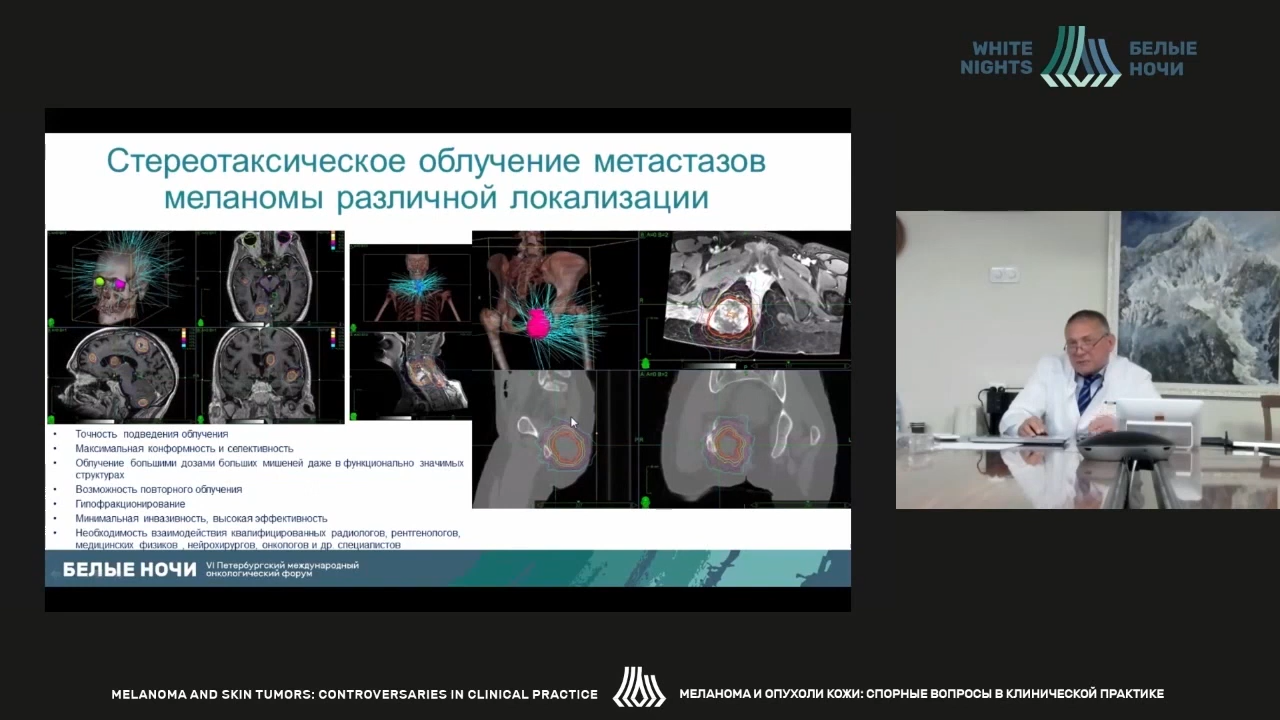 WHITE
NIGHTS
БЕЛЫЕ
НОЧИ
Стереотаксическое облучение метастазов
меланомы различной локализации
• Точность подведения облучения
• Максимальная конформность и селективность
• Облучение большими дозами больших мишеней даже в функционально значимых
структурах
• Возможность повторного облучения
• Гипофракционирование
• Минимальная инвазивность, высокая эффективность
• Необходимость взаимодействия квалифицированных радиологов, рентгенологов,
медицинских физиков , нейрохирургов, онкологов и др. специалистов
БЕЛЫЕ НОЧИ
VI Петербургский международный
онкологический форум
MELANOMA AND SKIN TUMORS: CONTROVERSARIES IN CLINICAL PRACTICE
МЕЛАНОМА И ОПУХОЛИ КОЖИ: СПОРНЫЕ ВОПРОСЫ В КЛИНИЧЕСКОЙ ПРАКТИКЕ